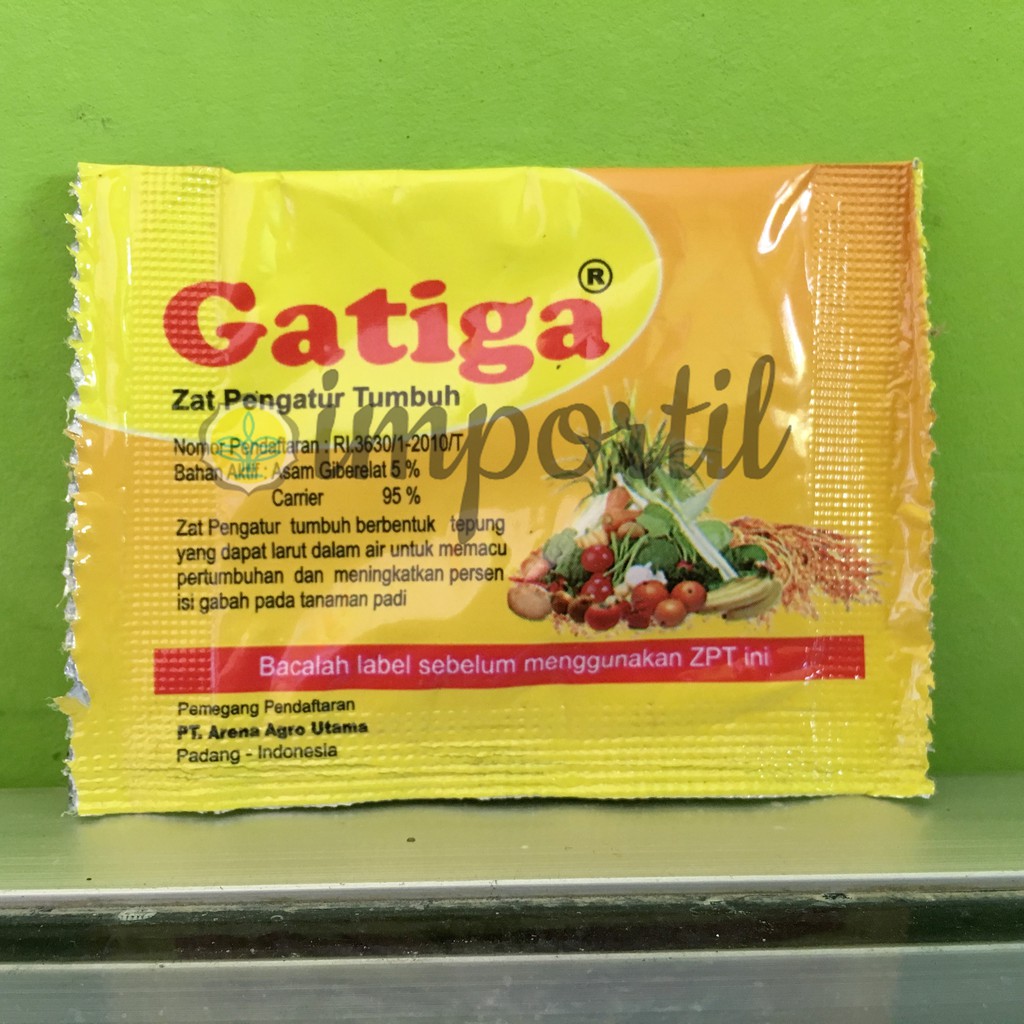 Gatiga®
Zat Pengatur Tumbuh
importil
Nomor Pendaftaran : RI.3630/1-2010/T
Bahan Aktif : Asam Giberelat 5 %
Carrier 95 %
Zat Pengatur tumbuh berbentuk tepung
yang dapat larut dalam air untuk memacu
pertumbuhan dan meningkatkan persen
isi gabah pada tanaman padi
Bacalah label sebelum menggunakan ZPT ini
Pemegang Pendaftaran
PT. Arena Agro Utama
Padang - Indonesia